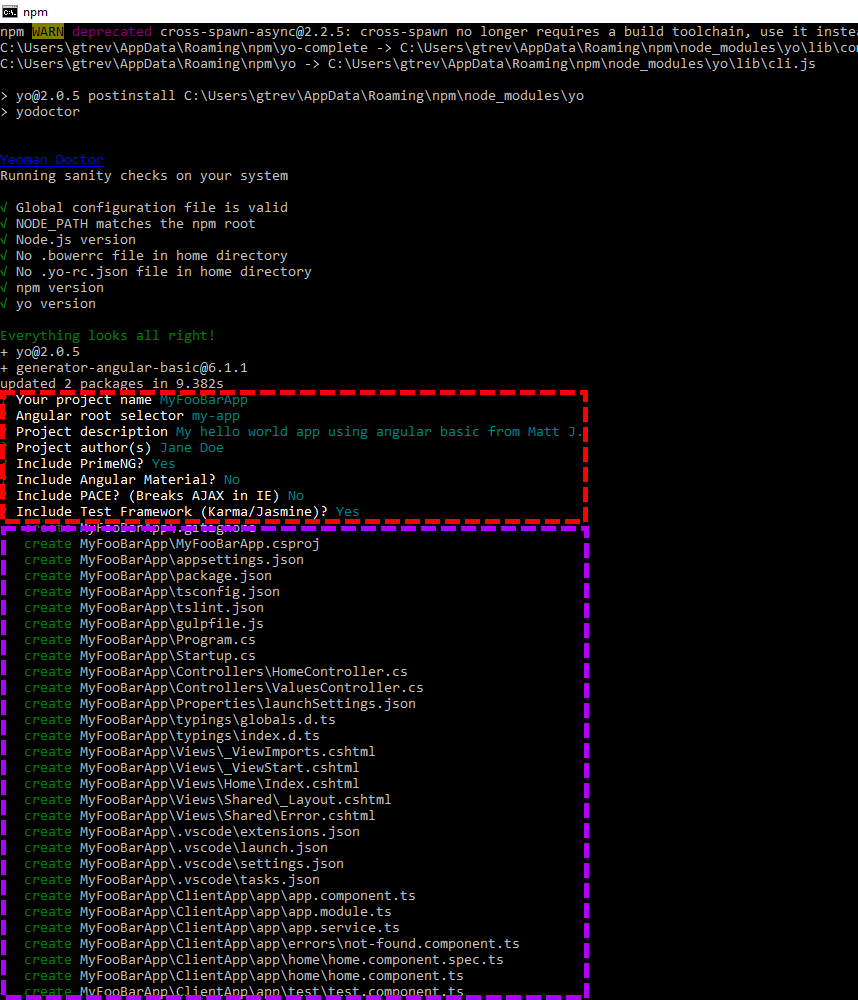 npm
npm WARN deprecated cross-spawn-async@2.2.5: cross-spawn no longer requires a build toolchain, use it inste
C:\Users\gtrev\AppData\Roaming\npm\yo-complete -> C:\Users\gtrev\AppData\Roaming\npm\node_modules\yo\lib\co
C:\Users\gtrev\AppData\Roaming\npm\yo -> C:\Users\gtrev\AppData\Roaming\npm\node_modules\yo\lib\cli.js
> yo@2.0.5 postinstall C:\Users\gtrev\AppData\Roaming\npm\node_modules\yo
> yodoctor
Yeoman Doctor
Running sanity checks on your system
√ Global configuration file is valid
√ NODE_PATH matches the npm root
√ Node.js version
√ No .bowerrc file in home directory
√ No .yo-rc.json file in home directory
√ npm version
√ yo version
Everything looks all right!
+ yo@2.0.5
+ generator-angular-basic@6.1.1
updated 2 packages in 9.382s
Your project name MyFooBarApp
Angular root selector my-app
Project description My hello world app using angular basic from Matt J.
Project author(s) Jane Doe
Include PrimeNG? Yes
Include Angular Material? No
Include PACE? (Breaks AJAX in IE) No
Include Test Framework (Karma/Jasmine)? Yes
create MyFooBarApp\.gitignore
create MyFooBarApp\MyFooBarApp.csproj
create MyFooBarApp\appsettings.json
create MyFooBarApp\package.json
create MyFooBarApp\tsconfig.json
create MyFooBarApp\tslint.json
create MyFooBarApp\gulpfile.js
create MyFooBarApp\Program.cs
create MyFooBarApp\Startup.cs
create MyFooBarApp\Controllers\HomeController.cs
create MyFooBarApp\Controllers\ValuesController.cs
create MyFooBarApp\Properties\launchSettings.json
create MyFooBarApp\typings\globals.d.ts
create MyFooBarApp\typings\index.d.ts
create MyFooBarApp\Views\_ViewImports.cshtml
create MyFooBarApp\Views\_ViewStart.cshtml
create MyFooBarApp\Views\Home\Index.cshtml
create MyFooBarApp\Views\Shared\_Layout.cshtml
create MyFooBarApp\Views\Shared\Error.cshtml
create MyFooBarApp\.vscode\extensions.json
create MyFooBarApp\.vscode\launch.json
create MyFooBarApp\.vscode\settings.json
create MyFooBarApp\.vscode\tasks.json
create MyFooBarApp\ClientApp\app\app.component.ts
create MyFooBarApp\ClientApp\app\app.module.ts
create MyFooBarApp\ClientApp\app\app.service.ts
create MyFooBarApp\ClientApp\app\errors\not-found.component.ts
create MyFooBarApp\ClientApp\app\home\home.component.spec.ts
create MyFooBarApp\ClientApp\app\home\home.component.ts
create MyFooBarApp\ClientApp\app\test\test.component.ts